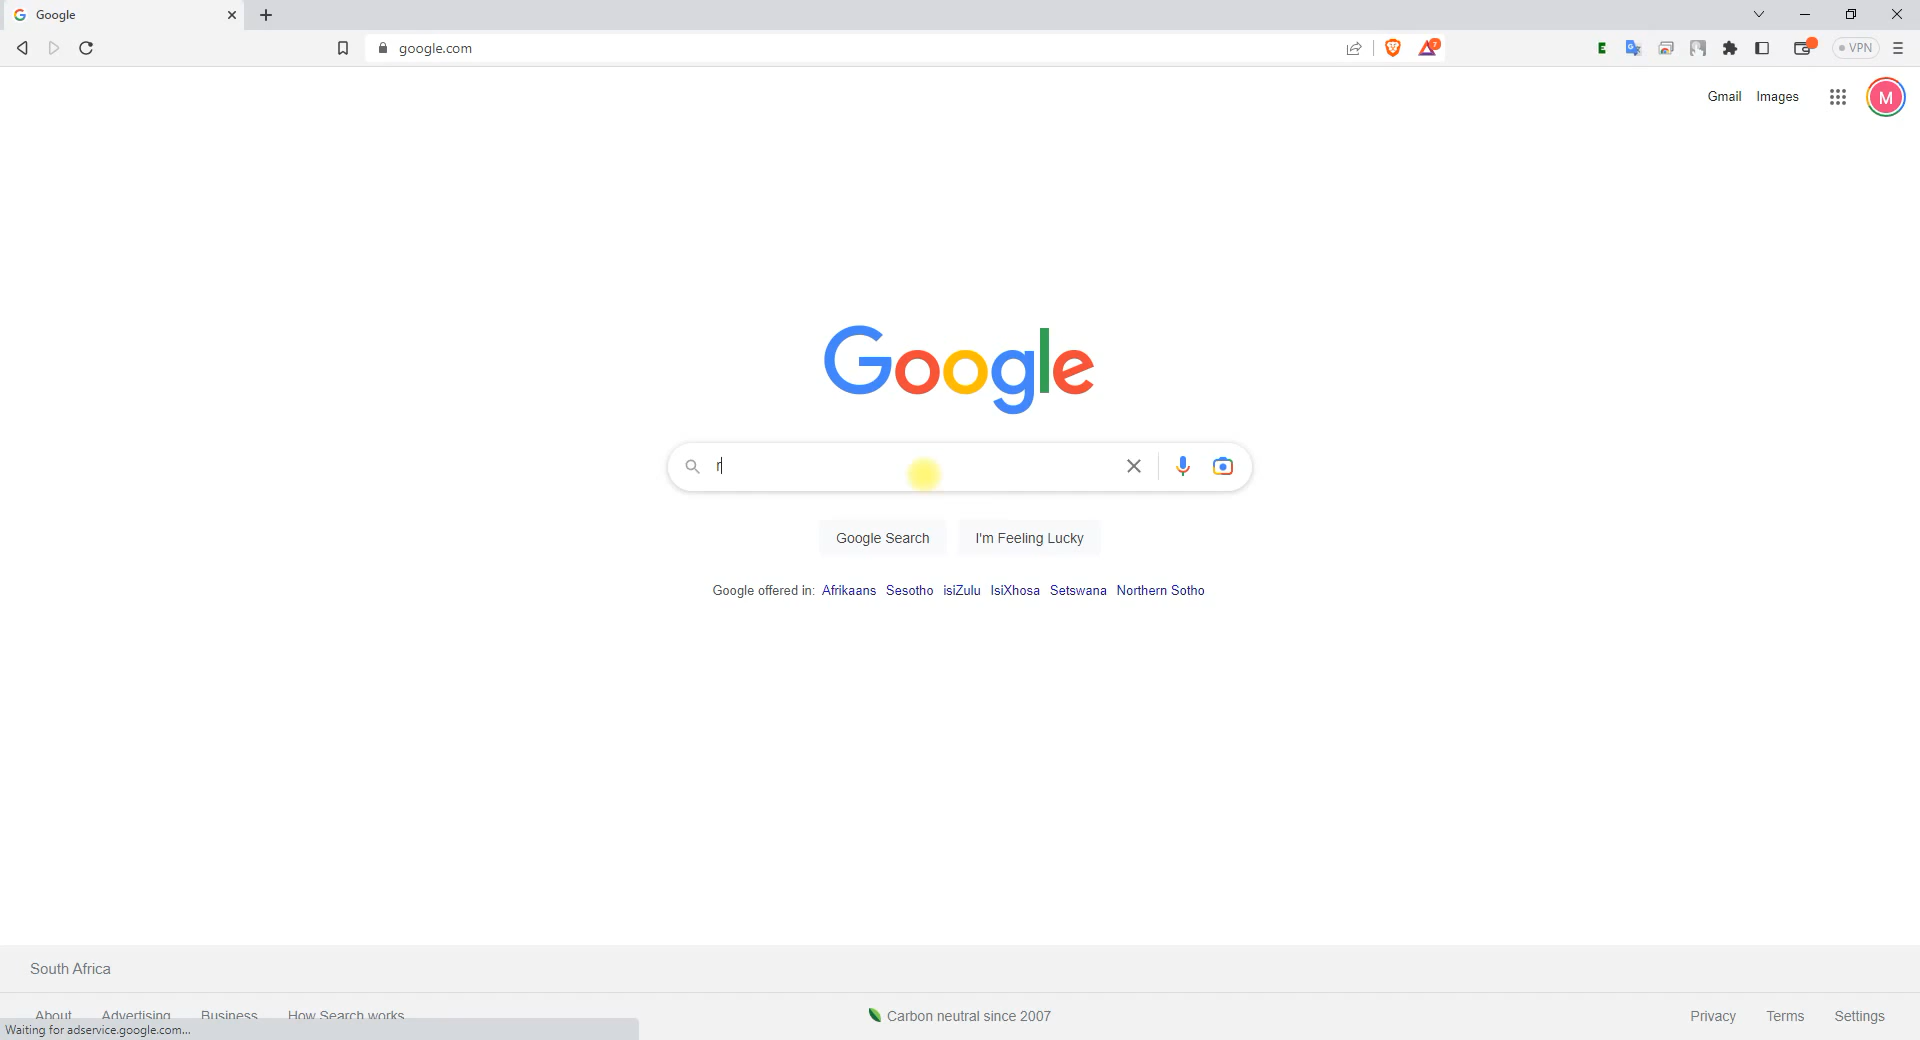 Google
google.com
7
VPN
Gmail Images
M
Google
r
Google Search I'm Feeling Lucky
Google offered in: Afrikaans Sesotho isiZulu IsiXhosa Setswana Northern Sotho
South Africa
About Advertising Business How Search works
Carbon neutral since 2007
Privacy Terms Settings
Waiting for adservice.google.com...